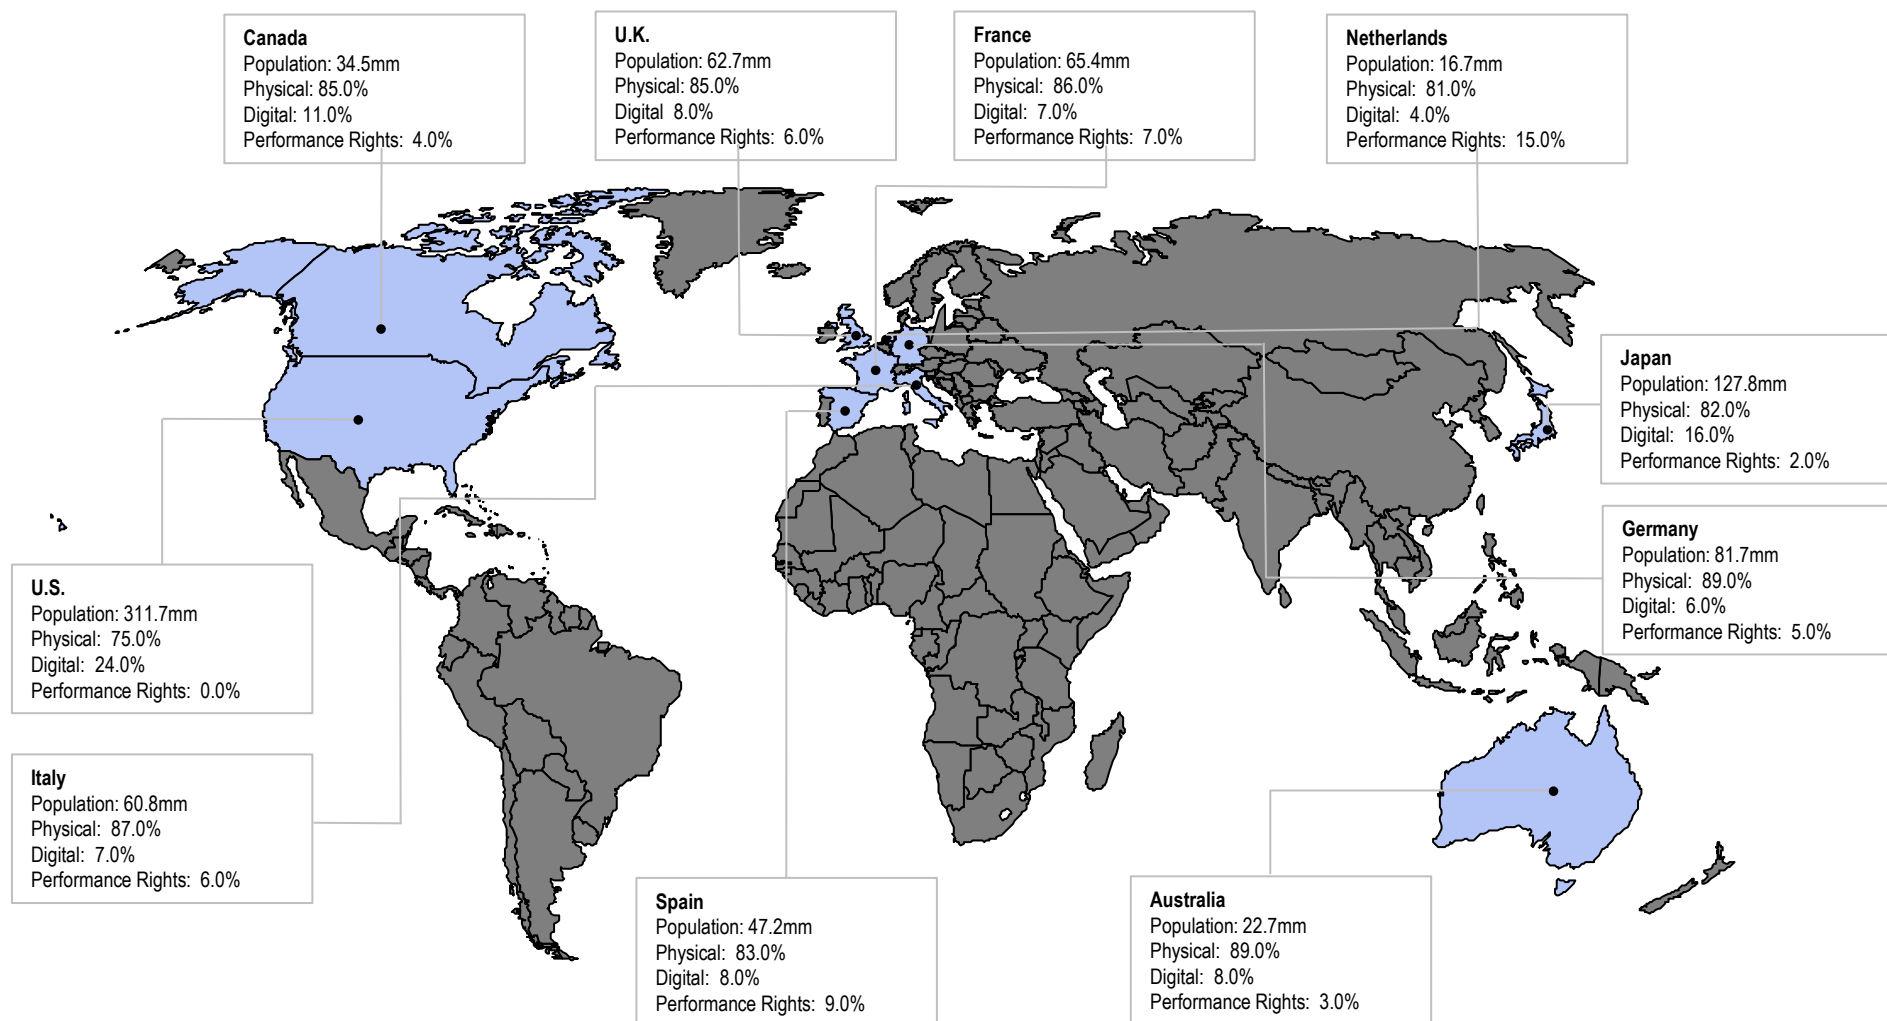 Canada
Population: 34.5mm
Physical: 85.0%
Digital: 11.0%
Performance Rights: 4.0%
U.K.
Population: 62.7mm
Physical: 85.0%
Digital 8.0%
Performance Rights: 6.0%
France
Population: 65.4mm
Physical: 86.0%
Digital: 7.0%
Performance Rights: 7.0%
Netherlands
Population: 16.7mm
Physical: 81.0%
Digital: 4.0%
Performance Rights: 15.0%
Japan
Population: 127.8mm
Physical: 82.0%
Digital: 16.0%
Performance Rights: 2.0%
Germany
Population: 81.7mm
Physical: 89.0%
Digital: 6.0%
Performance Rights: 5.0%
U.S.
Population: 311.7mm
Physical: 75.0%
Digital: 24.0%
Performance Rights: 0.0%
Italy
Population: 60.8mm
Physical: 87.0%
Digital: 7.0%
Performance Rights: 6.0%
Spain
Population: 47.2mm
Physical: 83.0%
Digital: 8.0%
Performance Rights: 9.0%
Australia
Population: 22.7mm
Physical: 89.0%
Digital: 8.0%
Performance Rights: 3.0%